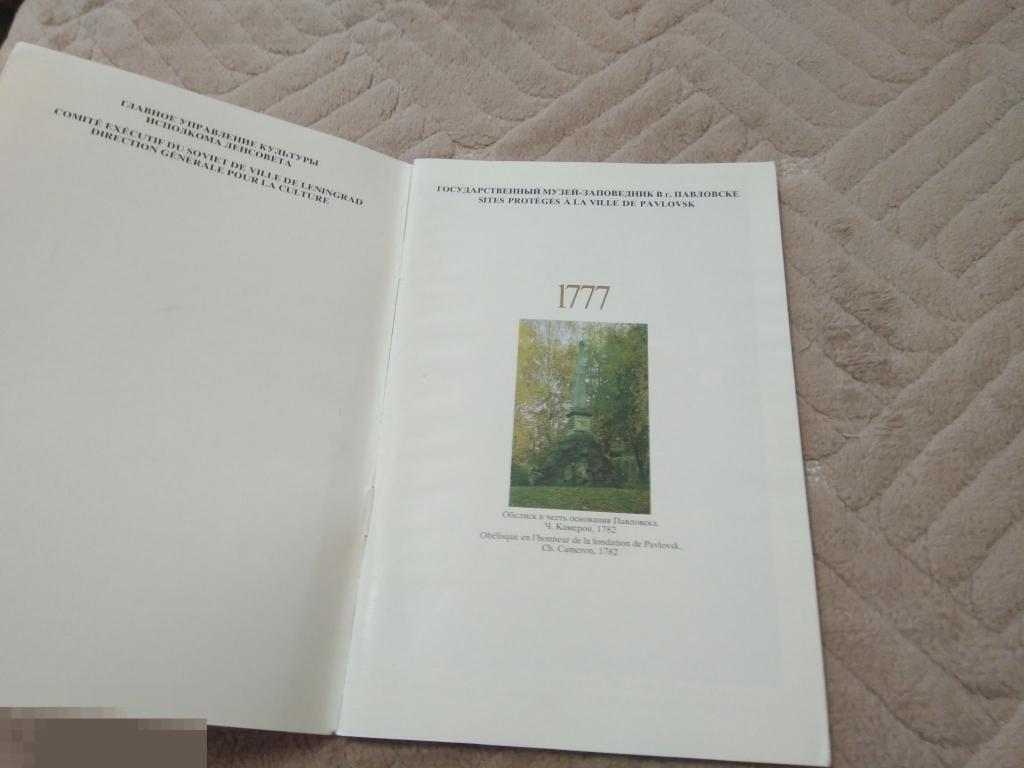 ГЛАВНОЕ УПРАВЛЕНИЕ КУЛЬТУРЫ
ИСПОЛКОМА ЛЕНСОВЕТА
COMITÉ EXÉCUTIF DU SOVIET DE VILLE DE LENINGRAD
DIRECTION GÉNÉRALE POUR LA CULTURE
ГОСУДАРСТВЕННЫЙ МУЗЕЙ-ЗАПОВЕДНИК В г. ПАВЛОВСКЕ
SITES PROTÉGÉS À LA VILLE DE PAVLOVSK
1777
Обелиск в честь основания Павловска.
Ч. Камерон, 1782
Obélisque en l'honneur de la fondation de Pavlovsk.
Ch. Cameron, 1782